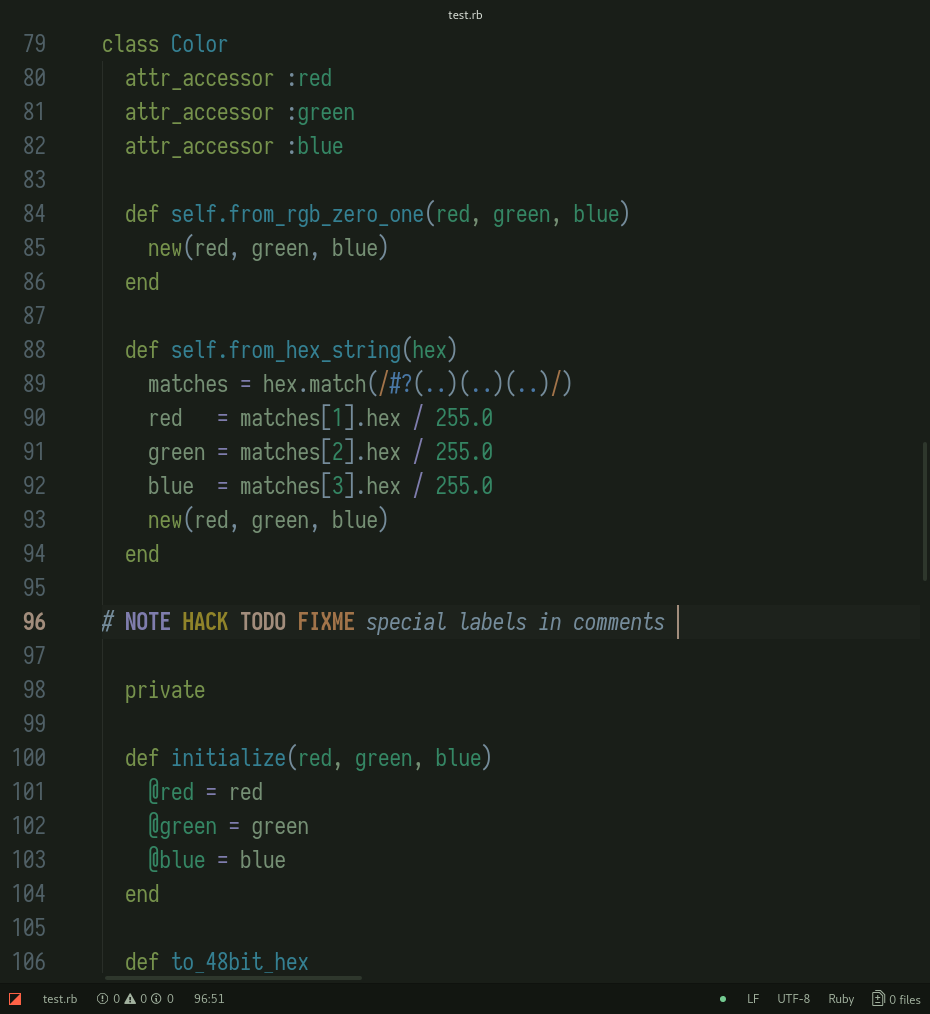 test.rb
79 class Color
80 attr_accessor :red
81 attr_accessor :green
82 attr_accessor :blue
83
84 def self.from_rgb_zero_one(red, green, blue)
85 new(red, green, blue)
86 end
87
88 def self.from_hex_string(hex)
89 matches = hex.match(/#?(..)(..)(..)/)
90 red   = matches[1].hex / 255.0
91 green = matches[2].hex / 255.0
92 blue  = matches[3].hex / 255.0
93 new(red, green, blue)
94 end
95
96 # NOTE HACK TODO FIXME special labels in comments
97
98 private
99
100 def initialize(red, green, blue)
101 @red = red
102 @green = green
103 @blue = blue
104 end
105
106 def to_48bit_hex
test.rb 0 0 0 96:51 LF UTF-8 Ruby 0 files